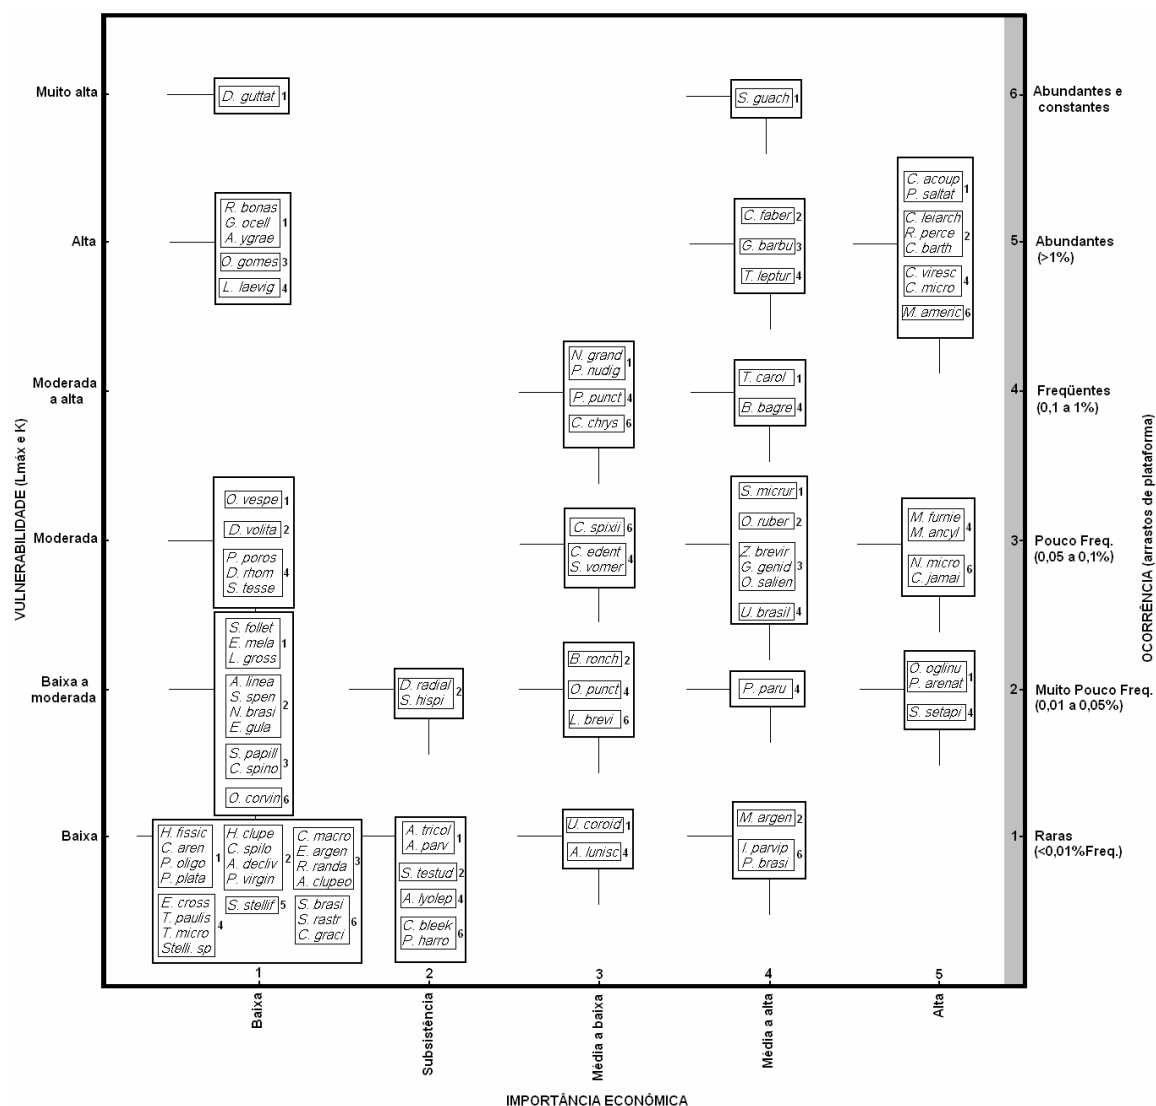 Muito alta
D. guttat 1
S. guach 1
6
Abundantes e
constantes
R. bonas
G. ocell
A. ygrae
1
O. gomes 3
L. laevig 4
Alta
C. faber 2
G. barbu 3
T. leptur 4
C. acoup
P. saltat
1
C. leiarch
R. perce
C. barth
2
C. viresc
C. micro
4
M. americ 6
5
Abundantes
(>1%)
Moderada
a alta
N. grand
P. nudig
1
P. punct 4
C. chrys 6
T. carol 1
B. bagre 4
4
Freqüentes
(0,1 a 1%)
VULNERABILIDADE (Lmáx e K)
OCORRÊNCIA (arrastos de plataforma)
Moderada
O. vespe 1
D. volita 2
P. poros
D. rhom
S. tesse
4
C. spixii 6
C. edent
S. vomer
4
S. micrur 1
O. ruber 2
Z. brevir
G. genid
O. salien
3
U. brasil 4
M. furnie
M. ancyl
4
N. micro
C. jamai
6
3
Pouco Freq.
(0,05 a 0,1%)
Baixa a
moderada
S. follet
E. mela
L. gross
1
A. linea
S. spen
N. brasi
E. gula
2
S. papill
C. spino
3
O. corvin 6
D. radial
S. hispi
2
B. ronch 2
O. punct 4
L. brevi 6
P. paru 4
O. oglinu
P. arenat
1
S. setapi 4
2
Muito Pouco Freq.
(0,01 a 0,05%)
Baixa
H. fissic
C. aren
P. oligo
P. plata
1
H. clupe
C. spilo
A. decliv
P. virgin
2
C. macro
E. argen
R. randa
A. clupeo
3
E. cross
T. paulis
T. micro
Stelli. sp
4
S. stellif 5
S. brasi
S. rastr
C. graci
6
A. tricol
A. parv
1
S. testud 2
A. lyolep 4
C. bleek
P. harro
6
U. coroid 1
A. lunisc 4
M. argen 2
I. parvip
P. brasi
6
1
Raras
(<0,01%Freq.)
1 2 3 4 5
Baixa
Subsistência
Média a baixa
Média a alta
Alta
IMPORTÂNCIA ECONÔMICA